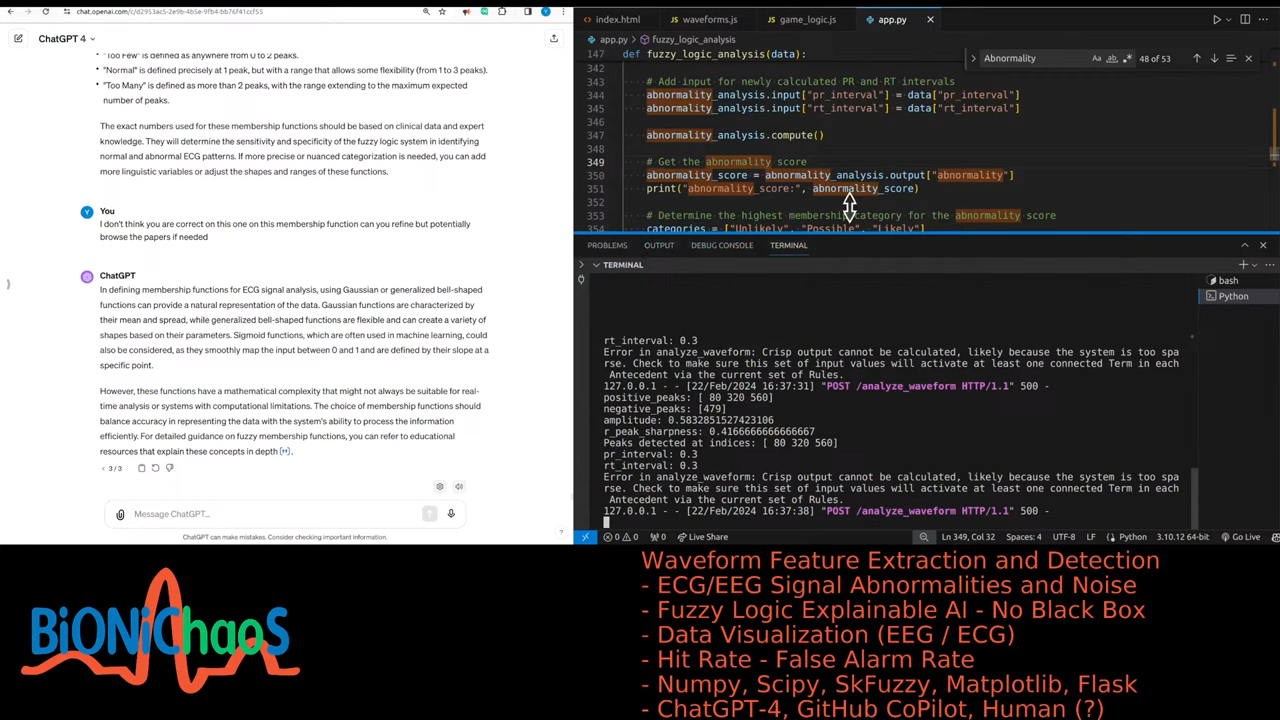 chat.openai.com/c/d2953ac5-2e9b-4b5e-9fb4-bb76f41ccf55
ChatGPT 4
• "Too Few" is defined as anywhere from 0 to 2 peaks.
• "Normal" is defined precisely at 1 peak, but with a range that allows some flexibility (from 1 to 3 peaks).
• "Too Many" is defined as more than 2 peaks, with the range extending to the maximum expected
number of peaks.
The exact numbers used for these membership functions should be based on clinical data and expert
knowledge. They will determine the sensitivity and specificity of the fuzzy logic system in identifying
normal and abnormal ECG patterns. If more precise or nuanced categorization is needed, you can add
more linguistic variables or adjust the shapes and ranges of these functions.
You
I don't think you are correct on this one on this membership function can you refine but potentially
browse the papers if needed
ChatGPT
In defining membership functions for ECG signal analysis, using Gaussian or generalized bell-shaped
functions can provide a natural representation of the data. Gaussian functions are characterized by
their mean and spread, while generalized bell-shaped functions are flexible and can create a variety of
shapes based on their parameters. Sigmoid functions, which are often used in machine learning, could
also be considered, as they smoothly map the input between 0 and 1 and are defined by their slope at a
specific point.
However, these functions have a mathematical complexity that might not always be suitable for real-
time analysis or systems with computational limitations. The choice of membership functions should
balance accuracy in representing the data with the system's ability to process the information
efficiently. For detailed guidance on fuzzy membership functions, you can refer to educational
resources that explain these concepts in depth ["].
< 3/3 >
Message ChatGPT...
ChatGPT can make mistakes. Consider checking important information.
?
index.html
waveforms.js
game_logic.js
app.py
app.py > fuzzy_logic_analysis
147 def fuzzy_logic_analysis(data):
Abnormality
Aa ab .* 48 of 53
342
343 # Add input for newly calculated PR and RT intervals
344 abnormality_analysis.input["pr_interval"] = data["pr_interval"]
345 abnormality_analysis.input["rt_interval"] = data["rt_interval"]
346
347 abnormality_analysis.compute()
348
349 # Get the abnormality score
350 abnormality_score = abnormality_analysis.output["abnormality"]
351 print("abnormality_score:", abnormality_score)
352
353 # Determine the highest membership category for the abnormality score
354 categories = ["Unlikely", "Possible", "Likely"]
PROBLEMS OUTPUT DEBUG CONSOLE TERMINAL
TERMINAL
bash
Python
rt_interval: 0.3
Error in analyze_waveform: Crisp output cannot be calculated, likely because the system is too spa
rse. Check to make sure this set of input values will activate at least one connected Term in each
Antecedent via the current set of Rules.
127.0.0.1 - - [22/Feb/2024 16:37:31] "POST /analyze_waveform HTTP/1.1" 500 -
positive_peaks: [ 80 320 560]
negative_peaks: [479]
amplitude: 0.5832851527423106
r_peak_sharpness: 0.4166666666666667
Peaks detected at indices: [ 80 320 560]
pr_interval: 0.3
rt_interval: 0.3
Error in analyze_waveform: Crisp output cannot be calculated, likely because the system is too spa
rse. Check to make sure this set of input values will activate at least one connected Term in each
Antecedent via the current set of Rules.
127.0.0.1 - - [22/Feb/2024 16:37:38] "POST /analyze_waveform HTTP/1.1" 500 -
0 0 0 Live Share
Ln 349, Col 32 Spaces: 4 UTF-8 LF Python 3.10.12 64-bit Go Live
BiONiChaoS
Waveform Feature Extraction and Detection
- ECG/EEG Signal Abnormalities and Noise
- Fuzzy Logic Explainable AI - No Black Box
- Data Visualization (EEG / ECG)
- Hit Rate - False Alarm Rate
- Numpy, Scipy, SkFuzzy, Matplotlib, Flask
- ChatGPT-4, GitHub CoPilot, Human (?)